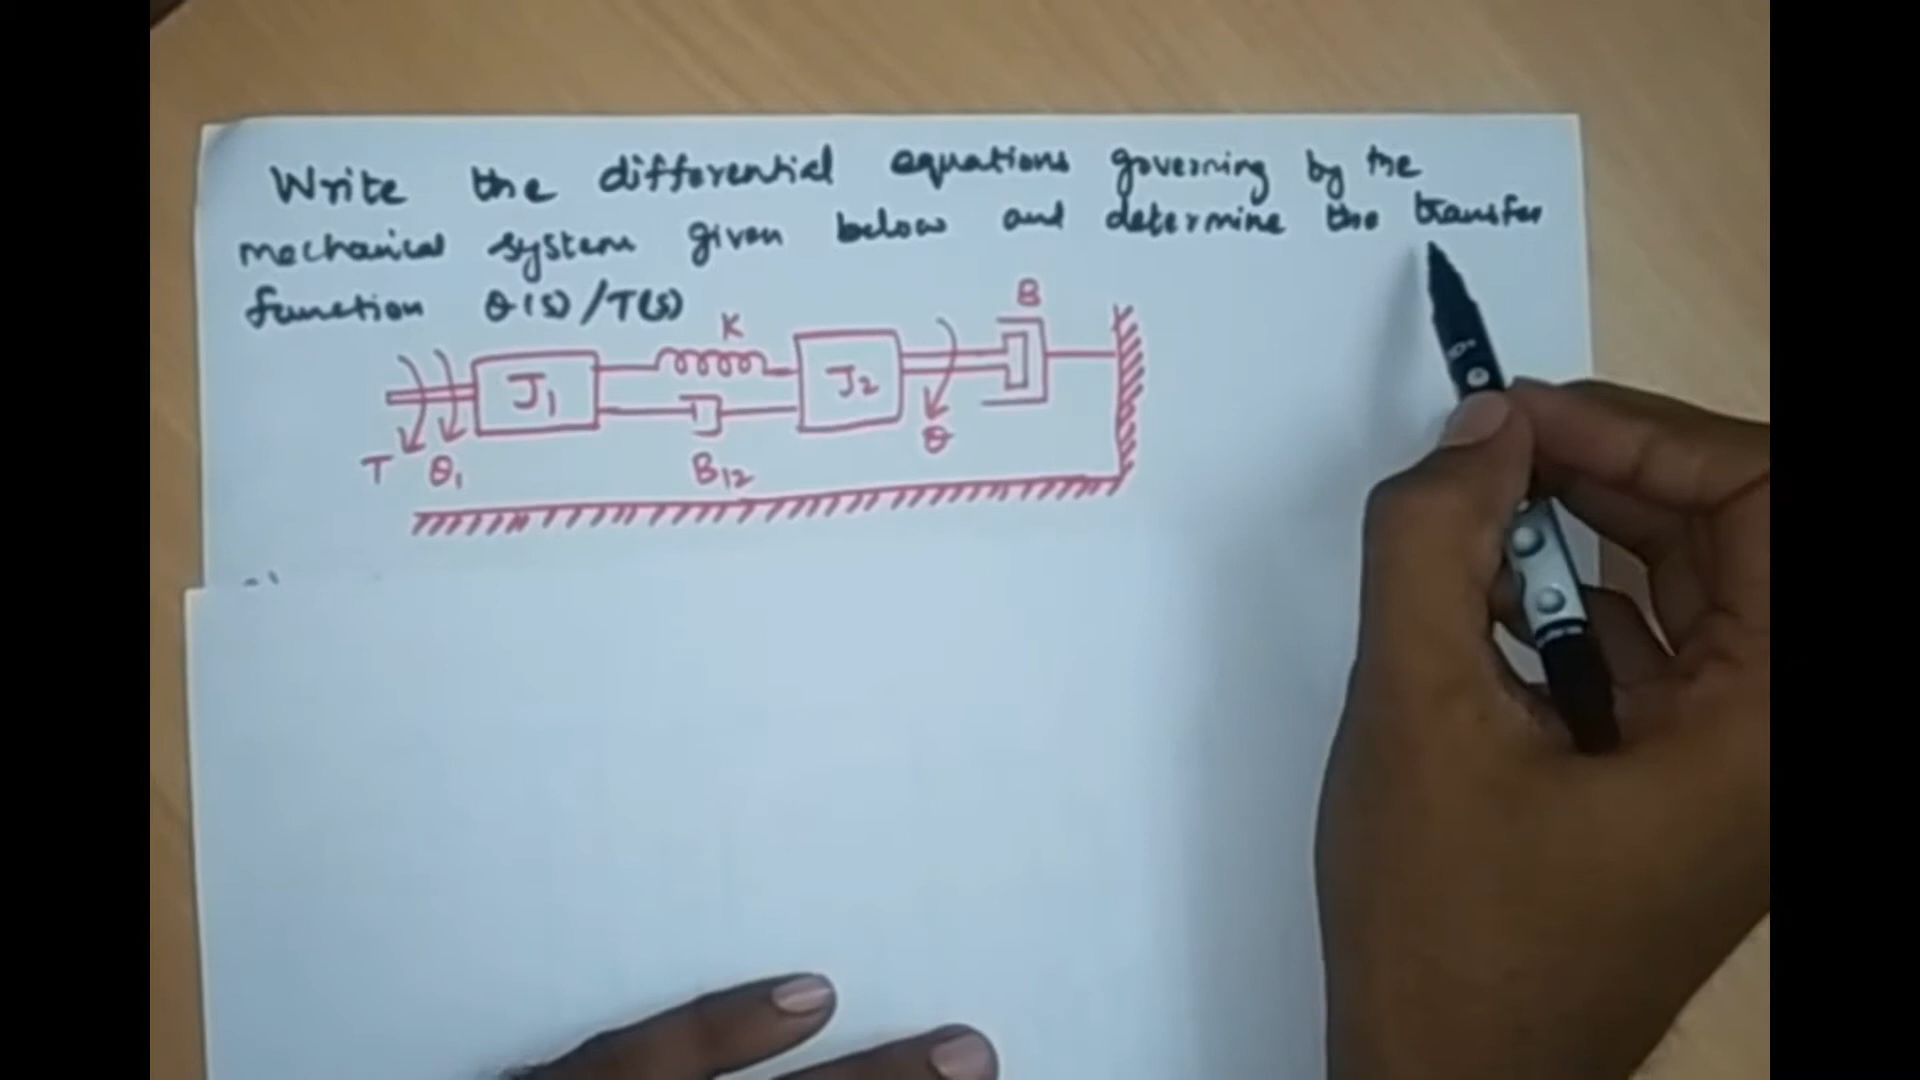 Write the differential equations governing by the
mechanical system given below and determine the transfer
function θ(s)/T(s)
B
K
J1
J2
T θ1
B12
θ